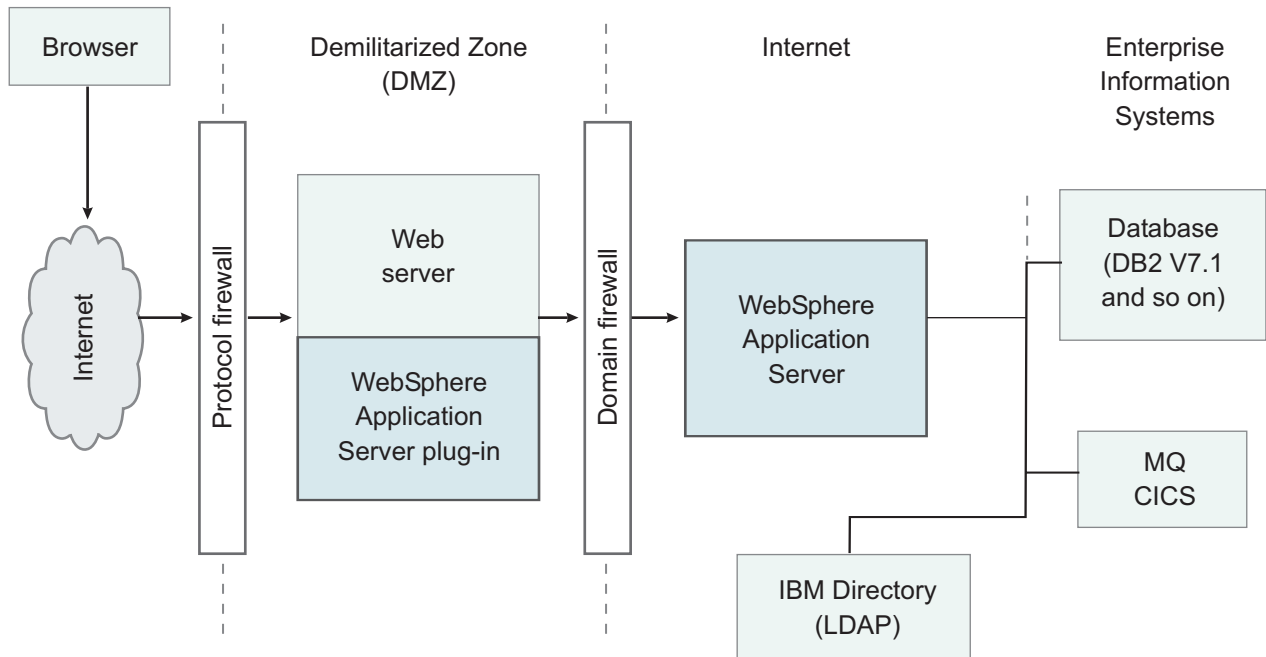 Browser
Demilitarized Zone
(DMZ)
Internet
Enterprise
Information
Systems
Internet
Protocol firewall
Web
server
WebSphere
Application
Server plug-in
Domain firewall
WebSphere
Application
Server
Database
(DB2 V7.1
and so on)
MQ
CICS
IBM Directory
(LDAP)